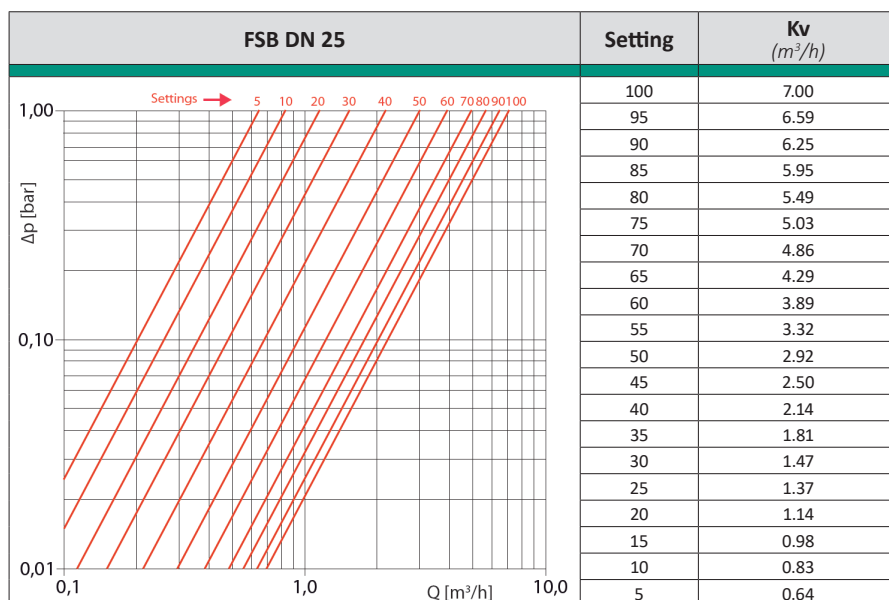 FSB DN 25
Setting
Kv
(m³/h)
Settings
5 10 20 30 40 50 60 70 80 90 100
1,00
0,10
0,01
Δp [bar]
0,1 1,0 10,0
Q [m³/h]
100 7.00
95 6.59
90 6.25
85 5.95
80 5.49
75 5.03
70 4.86
65 4.29
60 3.89
55 3.32
50 2.92
45 2.50
40 2.14
35 1.81
30 1.47
25 1.37
20 1.14
15 0.98
10 0.83
5 0.64